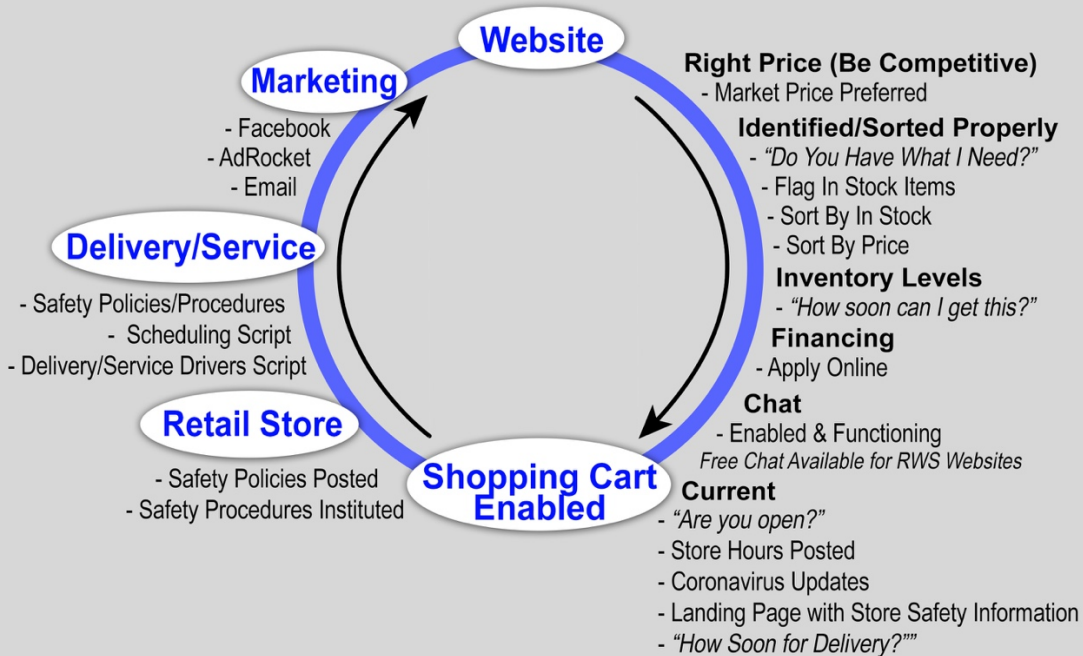 Website
Right Price (Be Competitive)
- Market Price Preferred
Identified/Sorted Properly
- “Do You Have What I Need?”
- Flag In Stock Items
- Sort By In Stock
- Sort By Price
Inventory Levels
- “How soon can I get this?”
Financing
- Apply Online
Chat
- Enabled & Functioning
Free Chat Available for RWS Websites
Current
- “Are you open?”
- Store Hours Posted
- Coronavirus Updates
- Landing Page with Store Safety Information
- “How Soon for Delivery?””
Shopping Cart
Enabled
Retail Store
- Safety Policies Posted
- Safety Procedures Instituted
Delivery/Service
- Safety Policies/Procedures
- Scheduling Script
- Delivery/Service Drivers Script
Marketing
- Facebook
- AdRocket
- Email